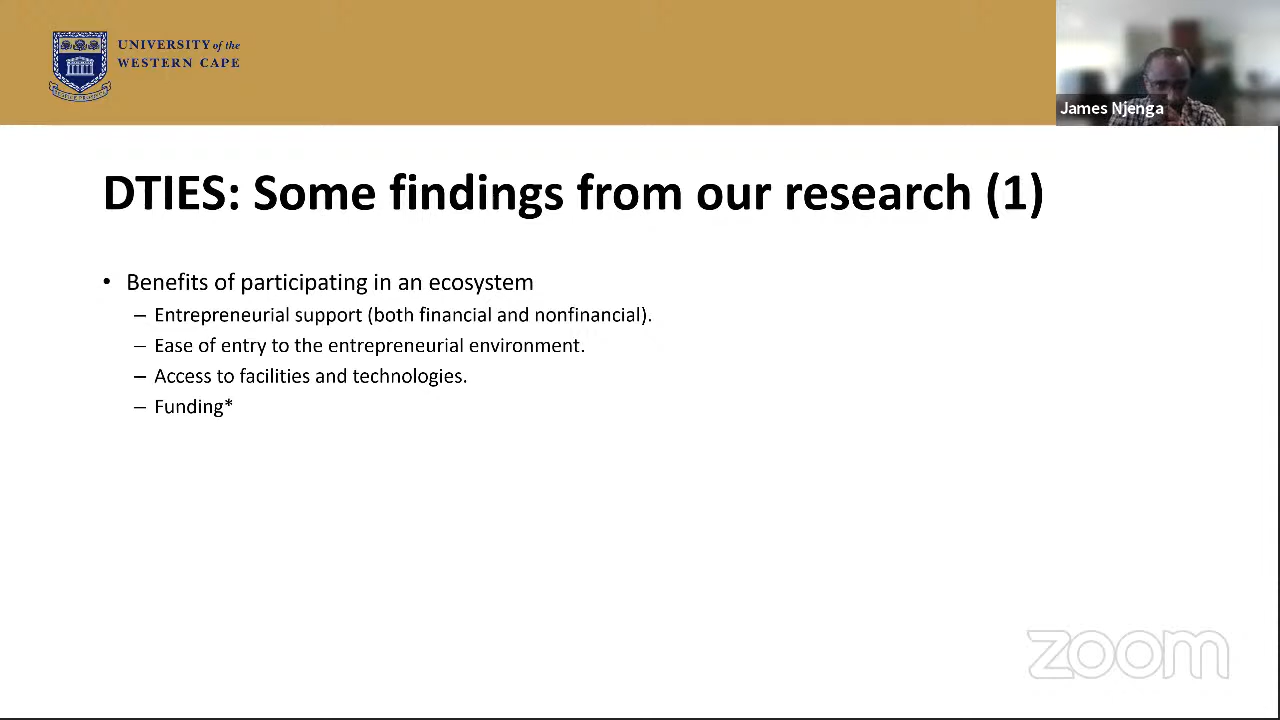 UNIVERSITY of the
WESTERN CAPE
James Njenga
DTIES: Some findings from our research (1)
• Benefits of participating in an ecosystem
– Entrepreneurial support (both financial and nonfinancial).
– Ease of entry to the entrepreneurial environment.
– Access to facilities and technologies.
– Funding*
zoom